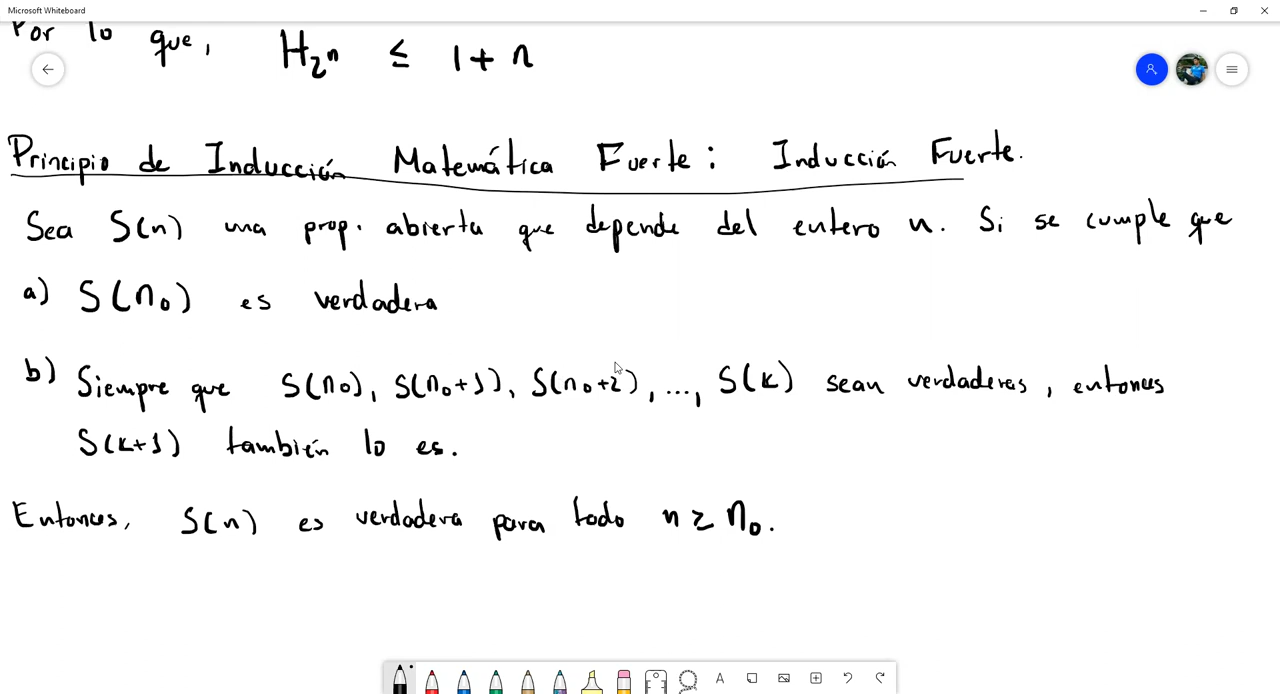 Microsoft Whiteboard
Por lo que, H₂ⁿ ≤ 1 + n
Principio de Inducción Matemática Fuerte: Inducción Fuerte.
Sea S(n) una prop. abierta que depende del entero n. Si se cumple que
a) S(n₀) es verdadera
b) Siempre que S(n₀), S(n₀+1), S(n₀+2), ..., S(k) sean verdaderas, entonces
S(k+1) también lo es.
Entonces, S(n) es verdadera para todo n ≥ n₀.